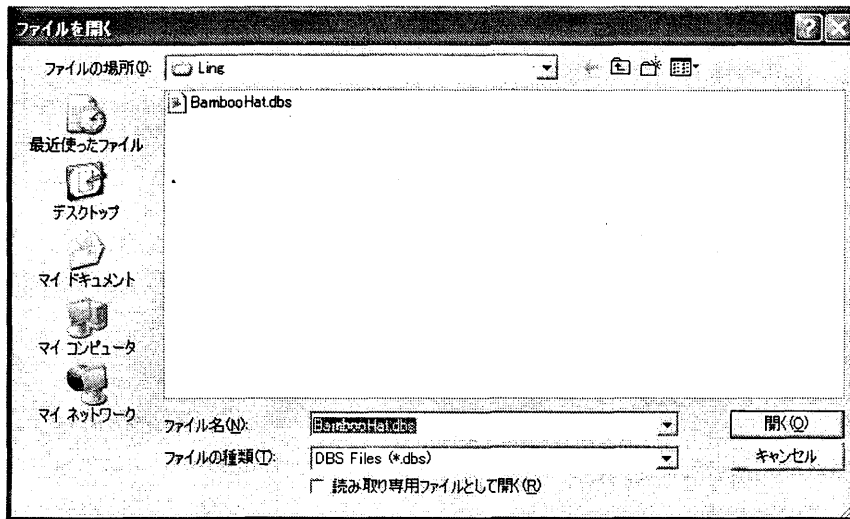 ファイルを開く
ファイルの場所(I): Ling
BambooHat.dbs
最近使ったファイル
デスクトップ
マイ ドキュメント
マイ コンピュータ
マイ ネットワーク
ファイル名(N): BambooHat.dbs 開く(O)
ファイルの種類(T): DBS Files (*.dbs) キャンセル
読み取り専用ファイルとして開く(R)